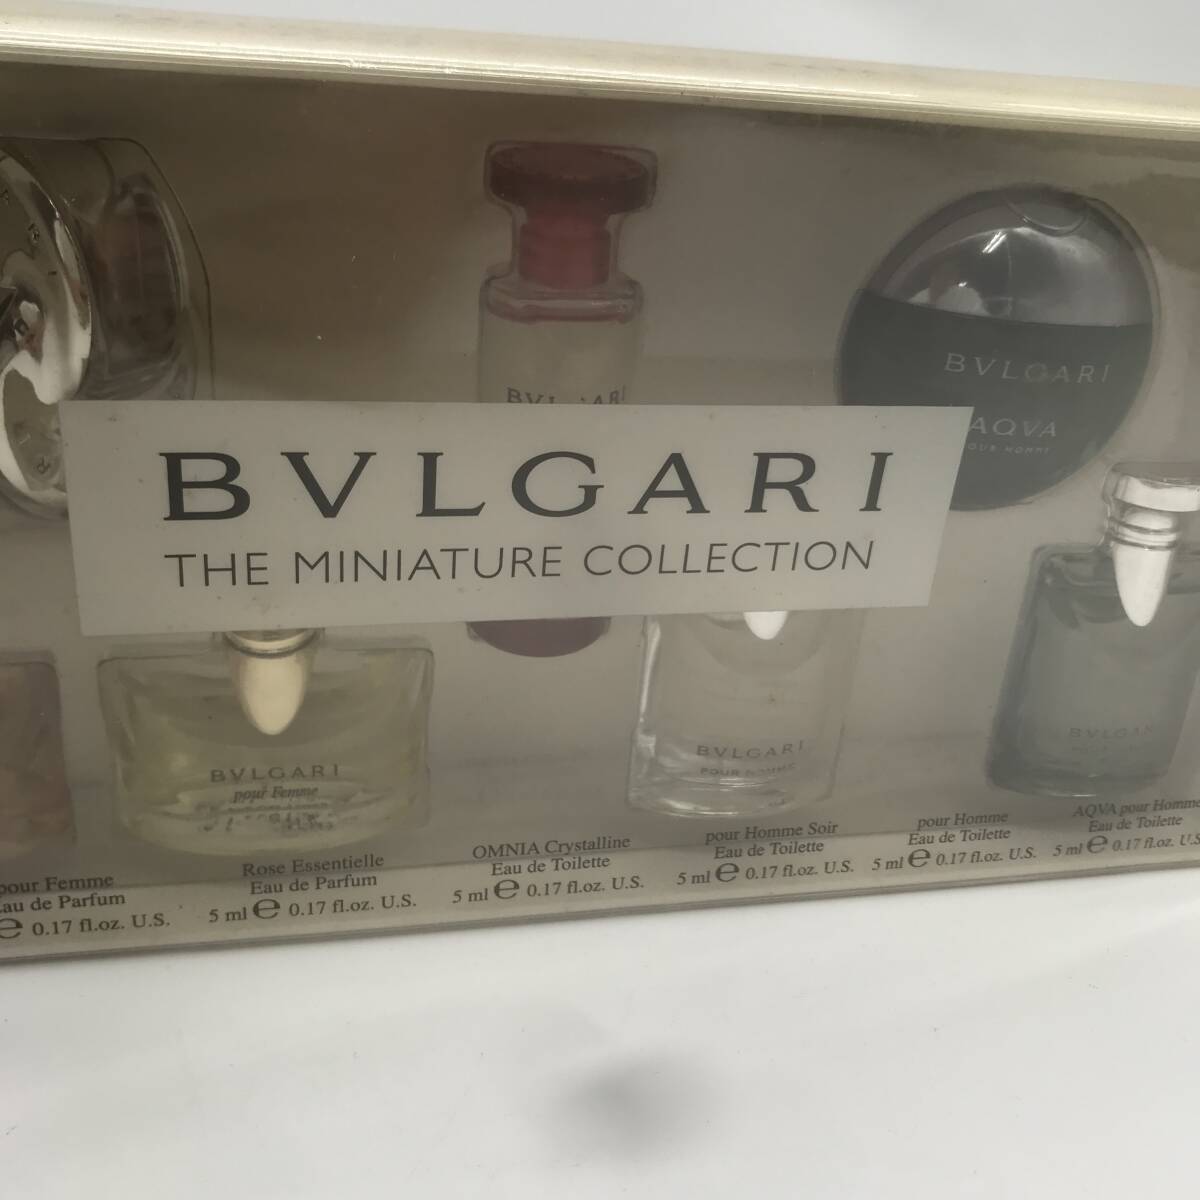 BVLGARI
AQVA
POUR HOMME
BVLGARI
THE MINIATURE COLLECTION
BVLGARI
pour Femme
BVLGARI
POUR HOMME
pour Femme
Eau de Parfum
e 0.17 fl.oz. U.S.
Rose Essentielle
Eau de Parfum
5 ml e 0.17 fl.oz. U.S.
OMNIA Crystalline
Eau de Toilette
5 ml e 0.17 fl.oz. U.S.
pour Homme Soir
Eau de Toilette
5 ml e 0.17 fl.oz. U.S.
pour Homme
Eau de Toilette
5 ml e 0.17 fl.oz. U.S.
AQVA pour Homme
Eau de Toilette
5 ml e 0.17 fl.oz. U.S.